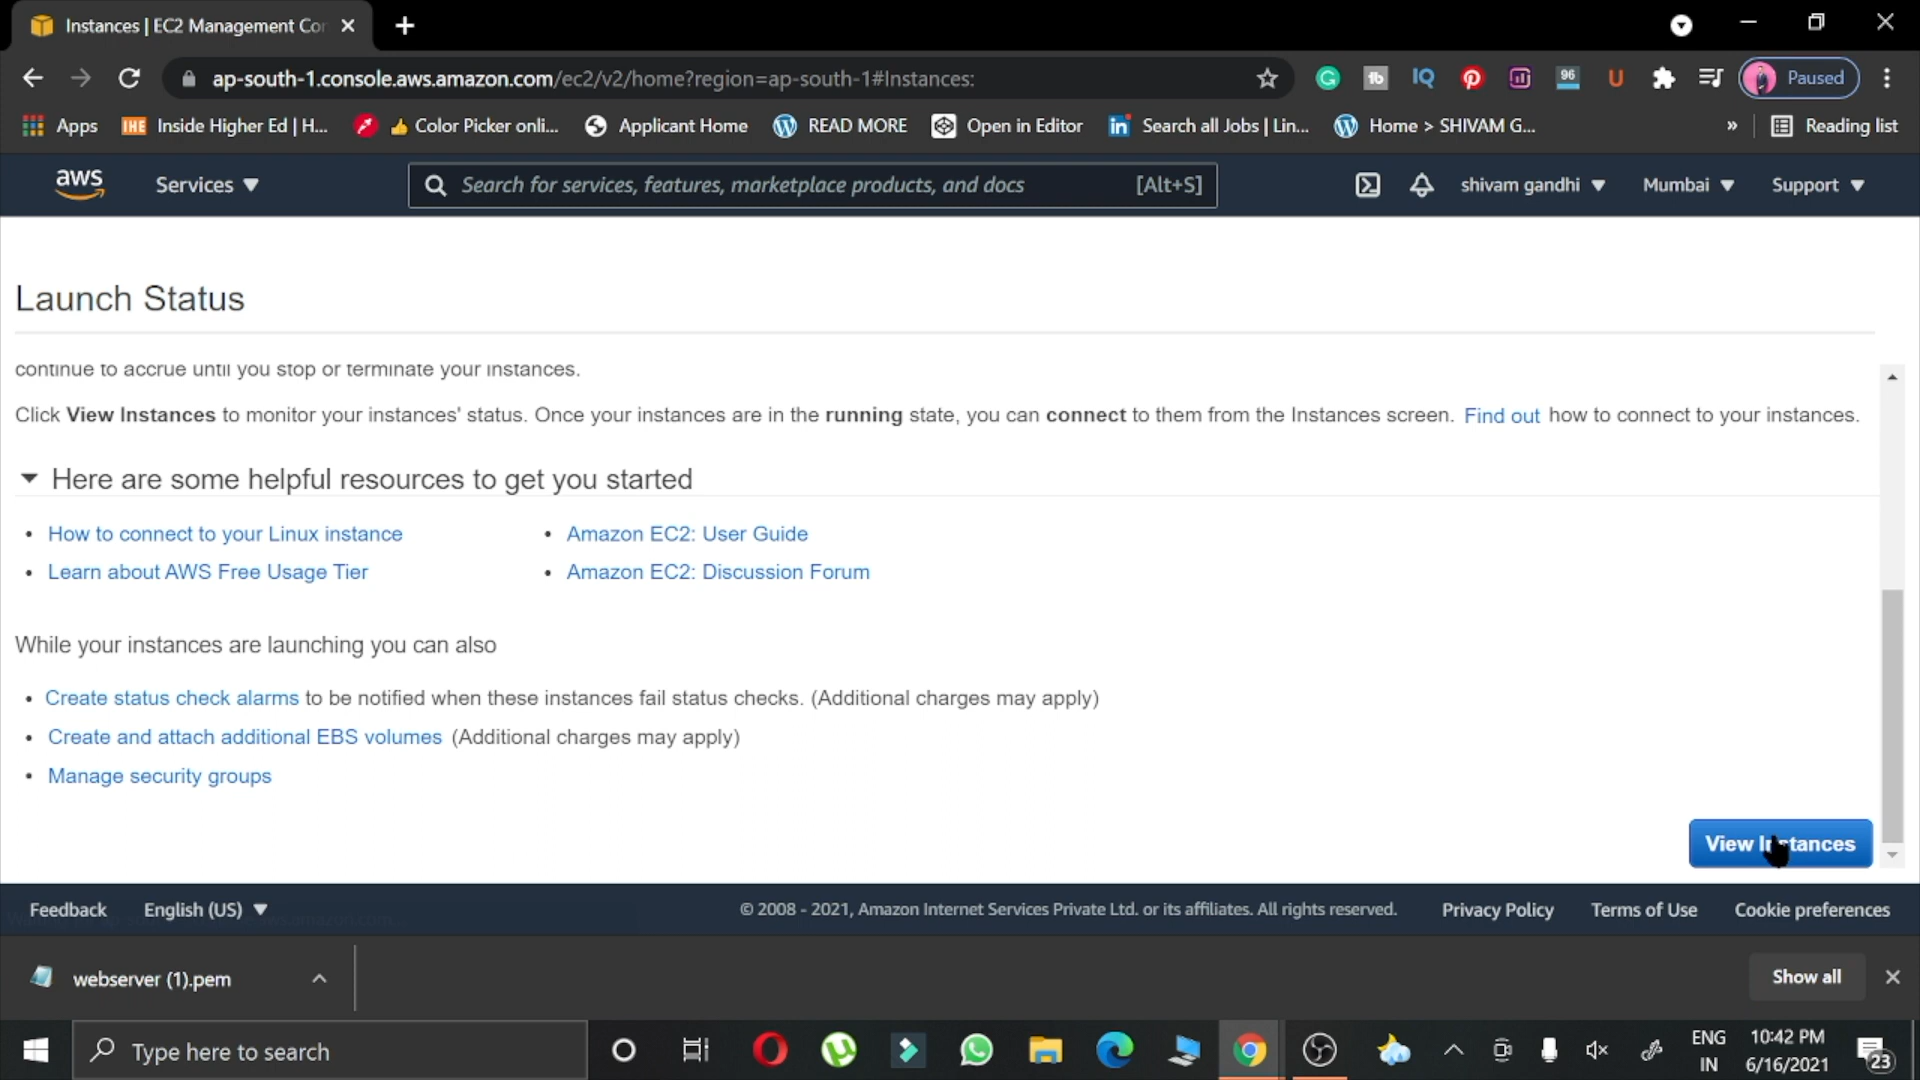 Instances | EC2 Management Cor
ap-south-1.console.aws.amazon.com/ec2/v2/home?region=ap-south-1#Instances:
tb
IQ
96
U
Paused
Apps
IHE Inside Higher Ed | H...
👍 Color Picker onli...
Applicant Home
READ MORE
Open in Editor
in Search all Jobs | Lin...
Home > SHIVAM G...
»
Reading list
aws
Services
Search for services, features, marketplace products, and docs [Alt+S]
shivam gandhi
Mumbai
Support
Launch Status
continue to accrue until you stop or terminate your instances.
Click View Instances to monitor your instances' status. Once your instances are in the running state, you can connect to them from the Instances screen. Find out how to connect to your instances.
Here are some helpful resources to get you started
• How to connect to your Linux instance
• Amazon EC2: User Guide
• Learn about AWS Free Usage Tier
• Amazon EC2: Discussion Forum
While your instances are launching you can also
• Create status check alarms to be notified when these instances fail status checks. (Additional charges may apply)
• Create and attach additional EBS volumes (Additional charges may apply)
• Manage security groups
View Instances
Feedback
English (US)
© 2008 - 2021, Amazon Internet Services Private Ltd. or its affiliates. All rights reserved.
Privacy Policy
Terms of Use
Cookie preferences
webserver (1).pem
Show all
Type here to search
ENG
IN
10:42 PM
6/16/2021
23